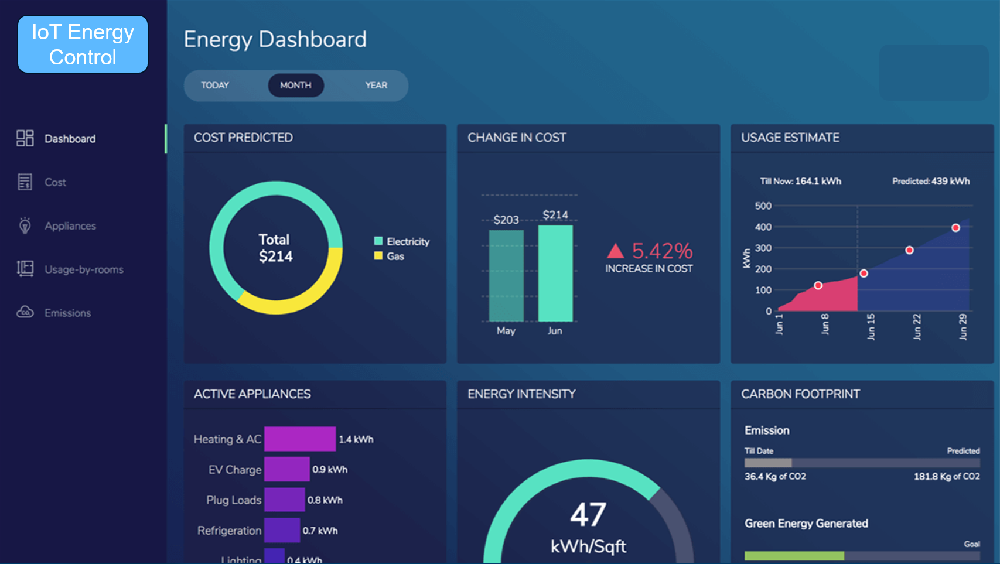 IoT Energy
Control
Energy Dashboard
TODAY
MONTH
YEAR
Dashboard
Cost
Appliances
Usage-by-rooms
Emissions
COST PREDICTED
Total
$214
Electricity
Gas
CHANGE IN COST
$203
$214
May
Jun
5.42%
INCREASE IN COST
USAGE ESTIMATE
Till Now: 164.1 kWh
Predicted: 439 kWh
500
400
300
200
100
0
kWh
Jun 1
Jun 8
Jun 15
Jun 22
Jun 29
ACTIVE APPLIANCES
Heating & AC
1.4 kWh
EV Charge
0.9 kWh
Plug Loads
0.8 kWh
Refrigeration
0.7 kWh
Lighting
0.4 kWh
ENERGY INTENSITY
47
kWh/Sqft
CARBON FOOTPRINT
Emission
Till Date
Predicted
36.4 Kg of CO2
181.8 Kg of CO2
Green Energy Generated
Goal